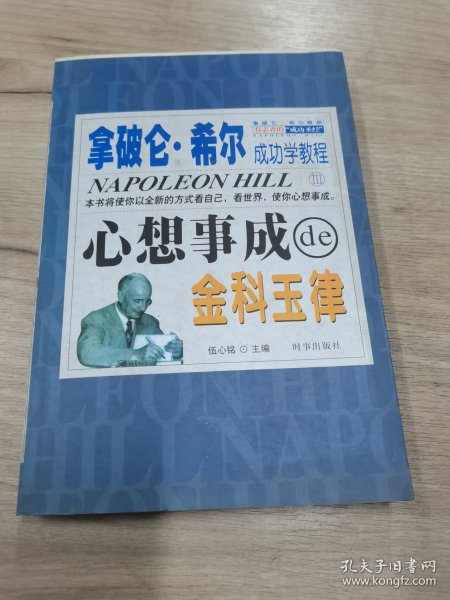 拿破仑·希尔
成功学教程
NAPOLEON HILL III
本书将使你以全新的方式看自己，看世界，使你心想事成。
心想事成de
金科玉律
伍心铭⊙主编
时事出版社
孔夫子旧书网
www.kongfz.com